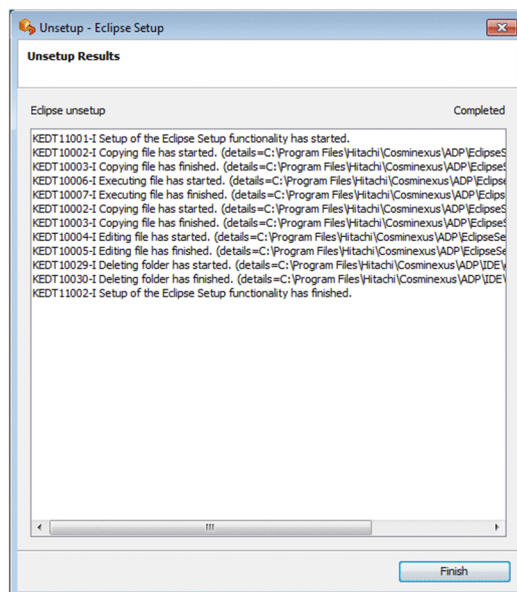 Unsetup - Eclipse Setup
Unsetup Results
Eclipse unsetup Completed
KEDT11001-I Setup of the Eclipse Setup functionality has started.
KEDT10002-I Copying file has started. (details=C:\Program Files\Hitachi\Cosminexus\ADP\EclipseS
KEDT10003-I Copying file has finished. (details=C:\Program Files\Hitachi\Cosminexus\ADP\Eclipse
KEDT10006-I Executing file has started. (details=C:\Program Files\Hitachi\Cosminexus\ADP\Eclipse
KEDT10007-I Executing file has finished. (details=C:\Program Files\Hitachi\Cosminexus\ADP\Eclips
KEDT10002-I Copying file has started. (details=C:\Program Files\Hitachi\Cosminexus\ADP\EclipseS
KEDT10003-I Copying file has finished. (details=C:\Program Files\Hitachi\Cosminexus\ADP\Eclipse
KEDT10004-I Editing file has started. (details=C:\Program Files\Hitachi\Cosminexus\ADP\EclipseSe
KEDT10005-I Editing file has finished. (details=C:\Program Files\Hitachi\Cosminexus\ADP\EclipseS
KEDT10029-I Deleting folder has started. (details=C:\Program Files\Hitachi\Cosminexus\ADP\IDE\
KEDT10030-I Deleting folder has finished. (details=C:\Program Files\Hitachi\Cosminexus\ADP\IDE\
KEDT11002-I Setup of the Eclipse Setup functionality has finished.
Finish